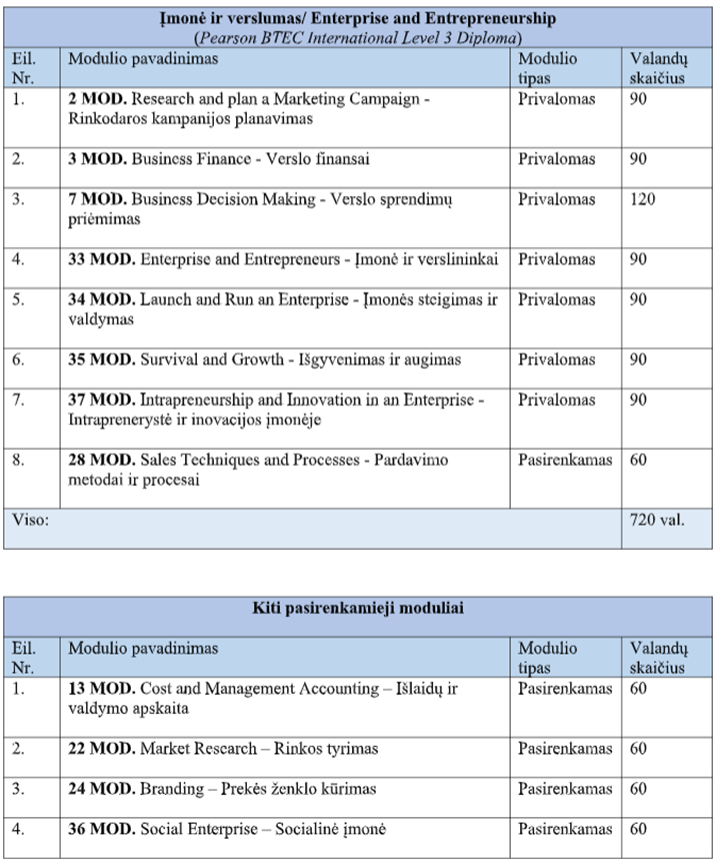 Įmonė ir verslumas/ Enterprise and Entrepreneurship
(Pearson BTEC International Level 3 Diploma)
Eil. Nr. Modulio pavadinimas Modulio tipas Valandų skaičius
1. 2 MOD. Research and plan a Marketing Campaign - Privalomas 90
Rinkodaros kampanijos planavimas
2. 3 MOD. Business Finance - Verslo finansai Privalomas 90
3. 7 MOD. Business Decision Making - Verslo sprendimų Privalomas 120
priėmimas
4. 33 MOD. Enterprise and Entrepreneurs - Įmonė ir verslininkai Privalomas 90
5. 34 MOD. Launch and Run an Enterprise - Įmonės steigimas ir Privalomas 90
valdymas
6. 35 MOD. Survival and Growth - Išgyvenimas ir augimas Privalomas 90
7. 37 MOD. Intrapreneurship and Innovation in an Enterprise - Privalomas 90
Intraprenerystė ir inovacijos įmonėje
8. 28 MOD. Sales Techniques and Processes - Pardavimo Pasirenkamas 60
metodai ir procesai
Viso: 720 val.
Kiti pasirenkamieji moduliai
Eil. Nr. Modulio pavadinimas Modulio tipas Valandų skaičius
1. 13 MOD. Cost and Management Accounting – Išlaidų ir Pasirenkamas 60
valdymo apskaita
2. 22 MOD. Market Research – Rinkos tyrimas Pasirenkamas 60
3. 24 MOD. Branding – Prekės ženklo kūrimas Pasirenkamas 60
4. 36 MOD. Social Enterprise – Socialinė įmonė Pasirenkamas 60